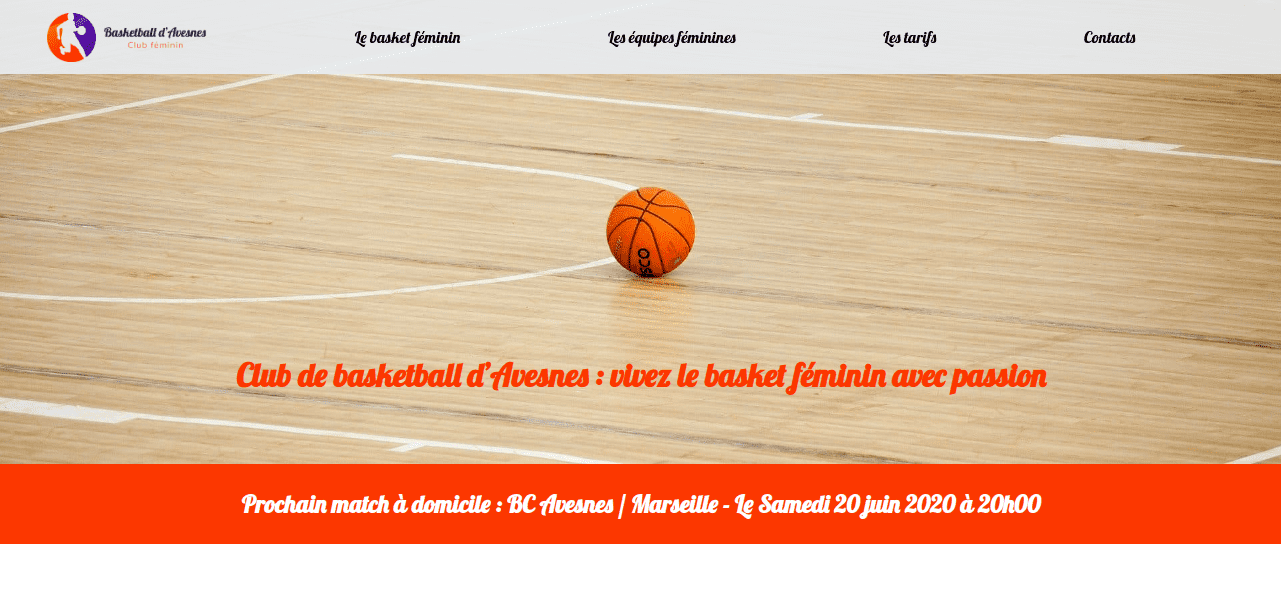 Basketball d'Avesnes
Club féminin
Le basket féminin
Les équipes féminines
Les tarifs
Contacts
SCO
Club de basketball d'Avesnes : vivez le basket féminin avec passion
Prochain match à domicile : BC Avesnes / Marseille - Le Samedi 20 juin 2020 à 20h00